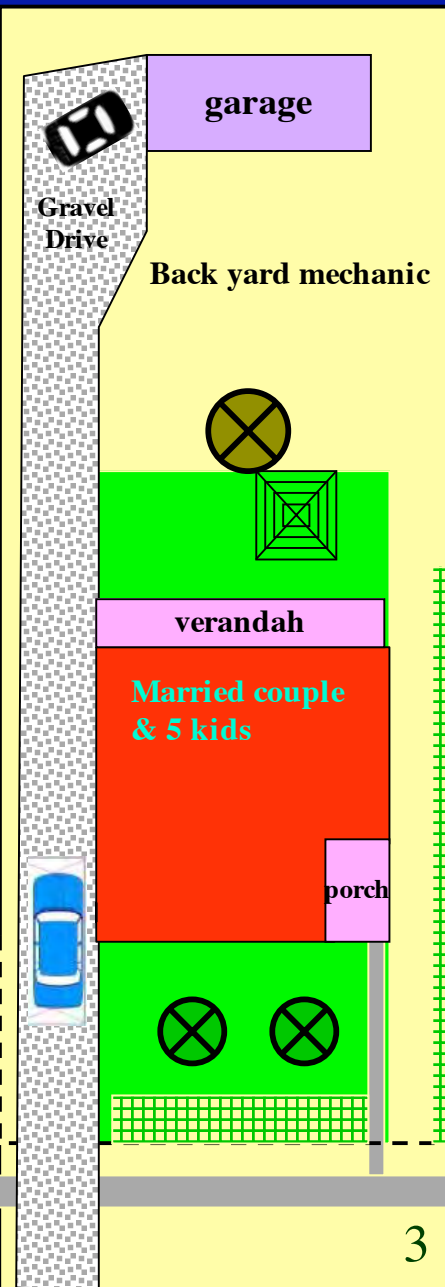 garage
Gravel
Drive
Back yard mechanic
verandah
Married couple
& 5 kids
porch
3